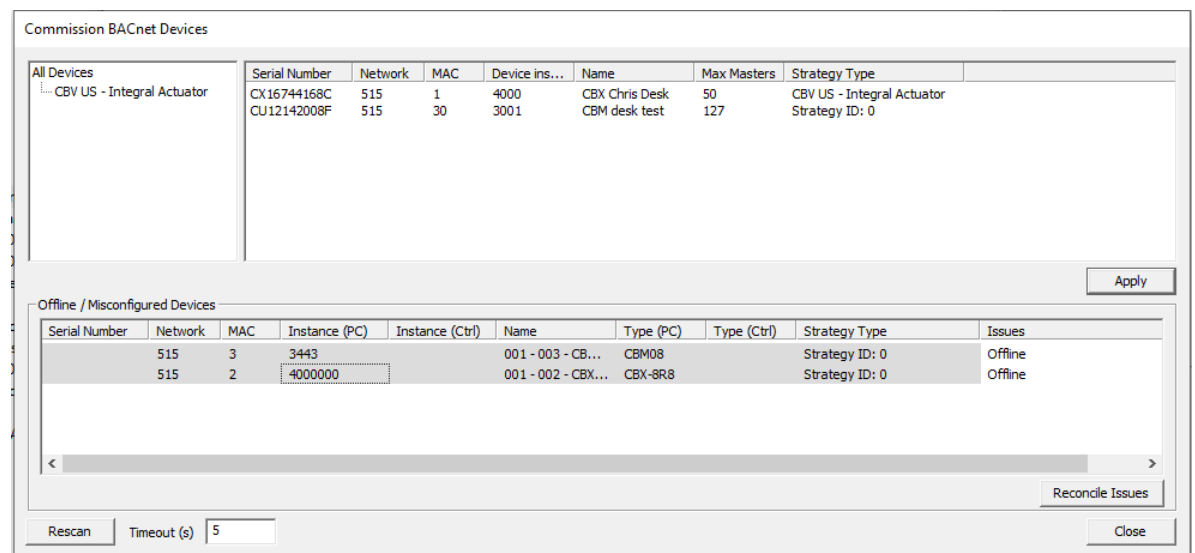 Commission BACnet Devices
All Devices
CBV US - Integral Actuator
Serial Number Network MAC Device ins... Name Max Masters Strategy Type
CX16744168C 515 1 4000 CBX Chris Desk 50 CBV US - Integral Actuator
CU12142008F 515 30 3001 CBM desk test 127 Strategy ID: 0
Apply
Offline / Misconfigured Devices
Serial Number Network MAC Instance (PC) Instance (Ctrl) Name Type (PC) Type (Ctrl) Strategy Type Issues
515 3 3443 001 - 003 - CB... CBM08 Strategy ID: 0 Offline
515 2 4000000 001 - 002 - CBX... CBX-8R8 Strategy ID: 0 Offline
Reconcile Issues
Rescan Timeout (s) 5 Close